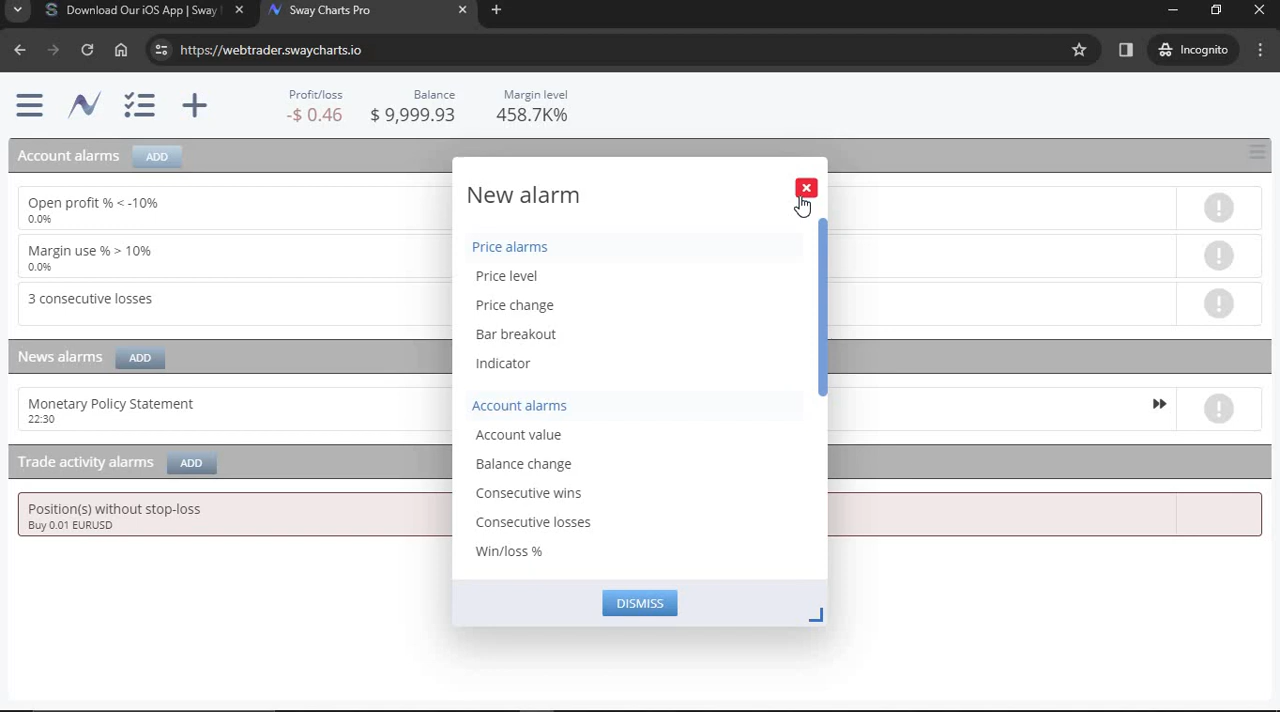 Download Our iOS App | Sway
Sway Charts Pro
https://webtrader.swaycharts.io
Incognito
Profit/loss Balance Margin level
-$ 0.46 $ 9,999.93 458.7K%
Account alarms ADD
Open profit % < -10%
0.0%
Margin use % > 10%
0.0%
3 consecutive losses
News alarms ADD
Monetary Policy Statement
22:30
Trade activity alarms ADD
Position(s) without stop-loss
Buy 0.01 EURUSD
New alarm
Price alarms
Price level
Price change
Bar breakout
Indicator
Account alarms
Account value
Balance change
Consecutive wins
Consecutive losses
Win/loss %
DISMISS